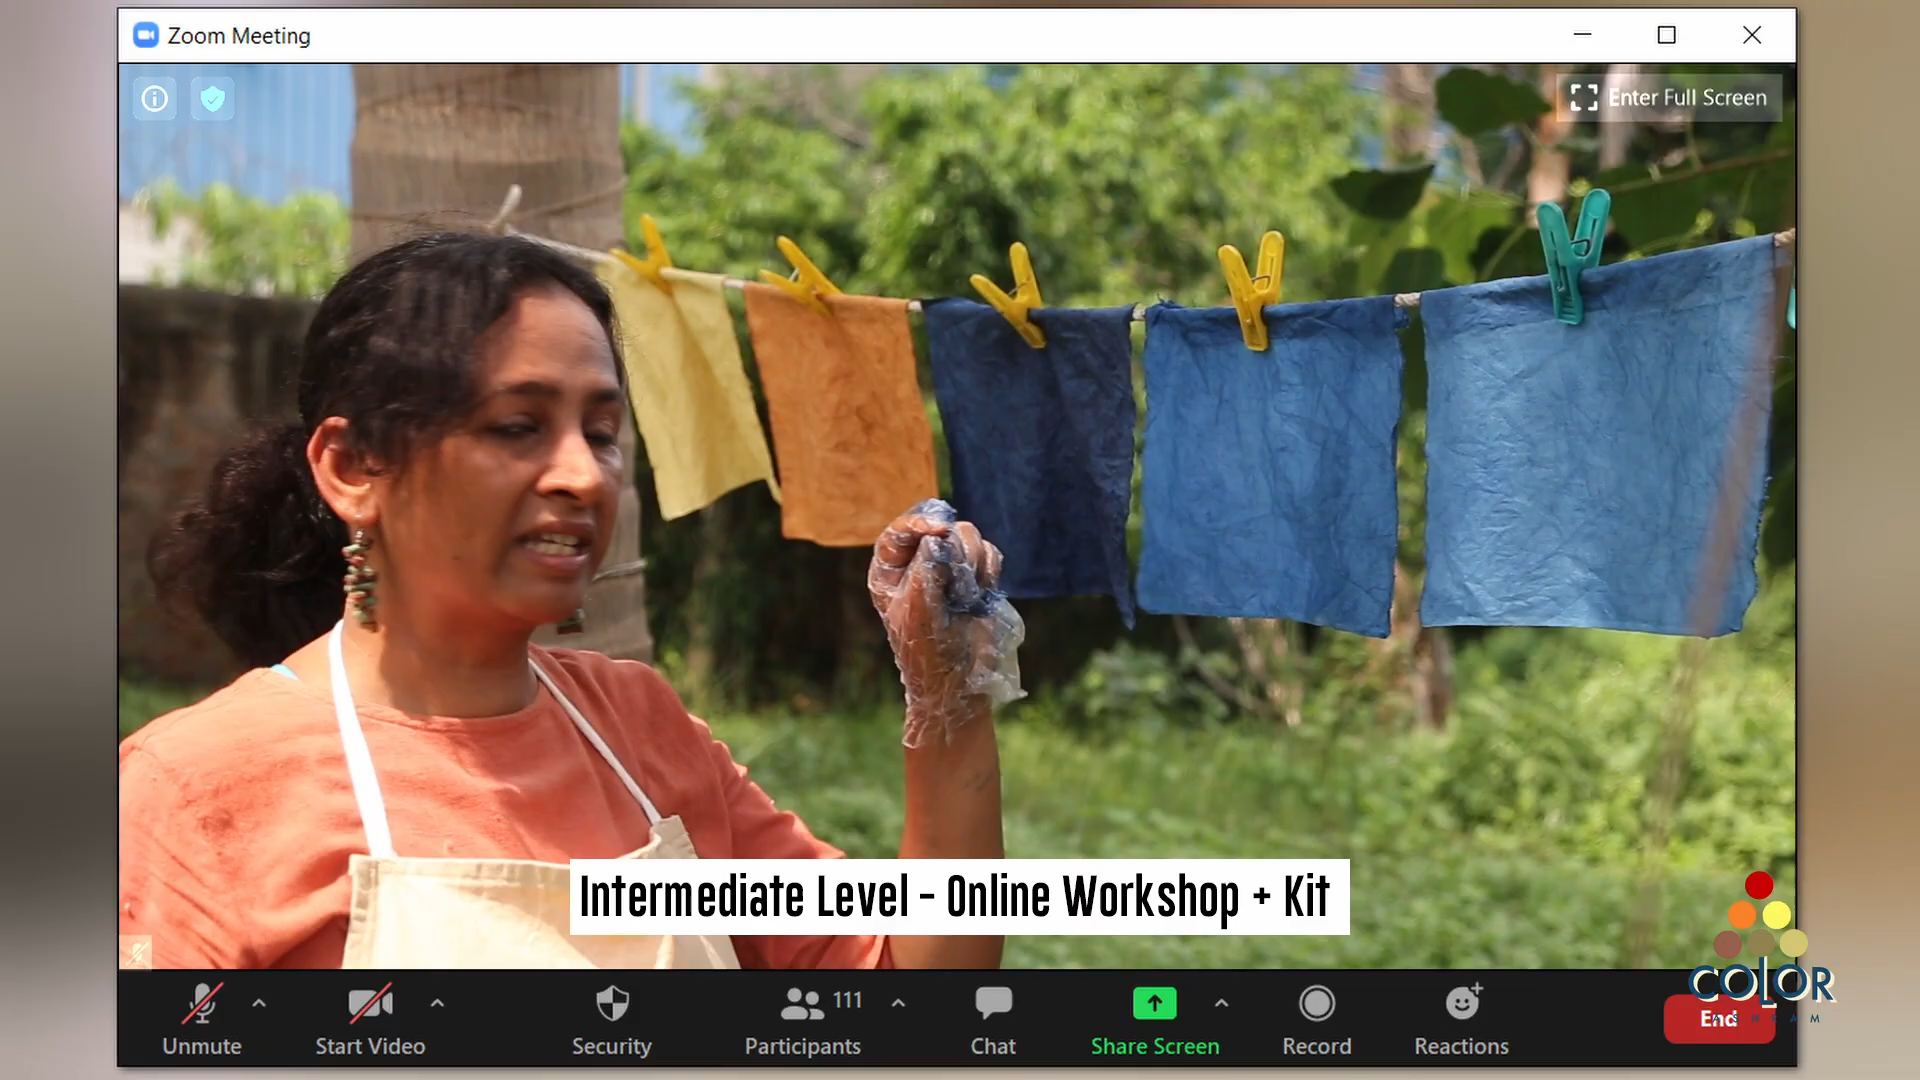 Zoom Meeting
Enter Full Screen
Intermediate Level - Online Workshop + Kit
COLOR
ASHRAM
111
Unmute
Start Video
Security
Participants
Chat
Share Screen
Record
Reactions
End